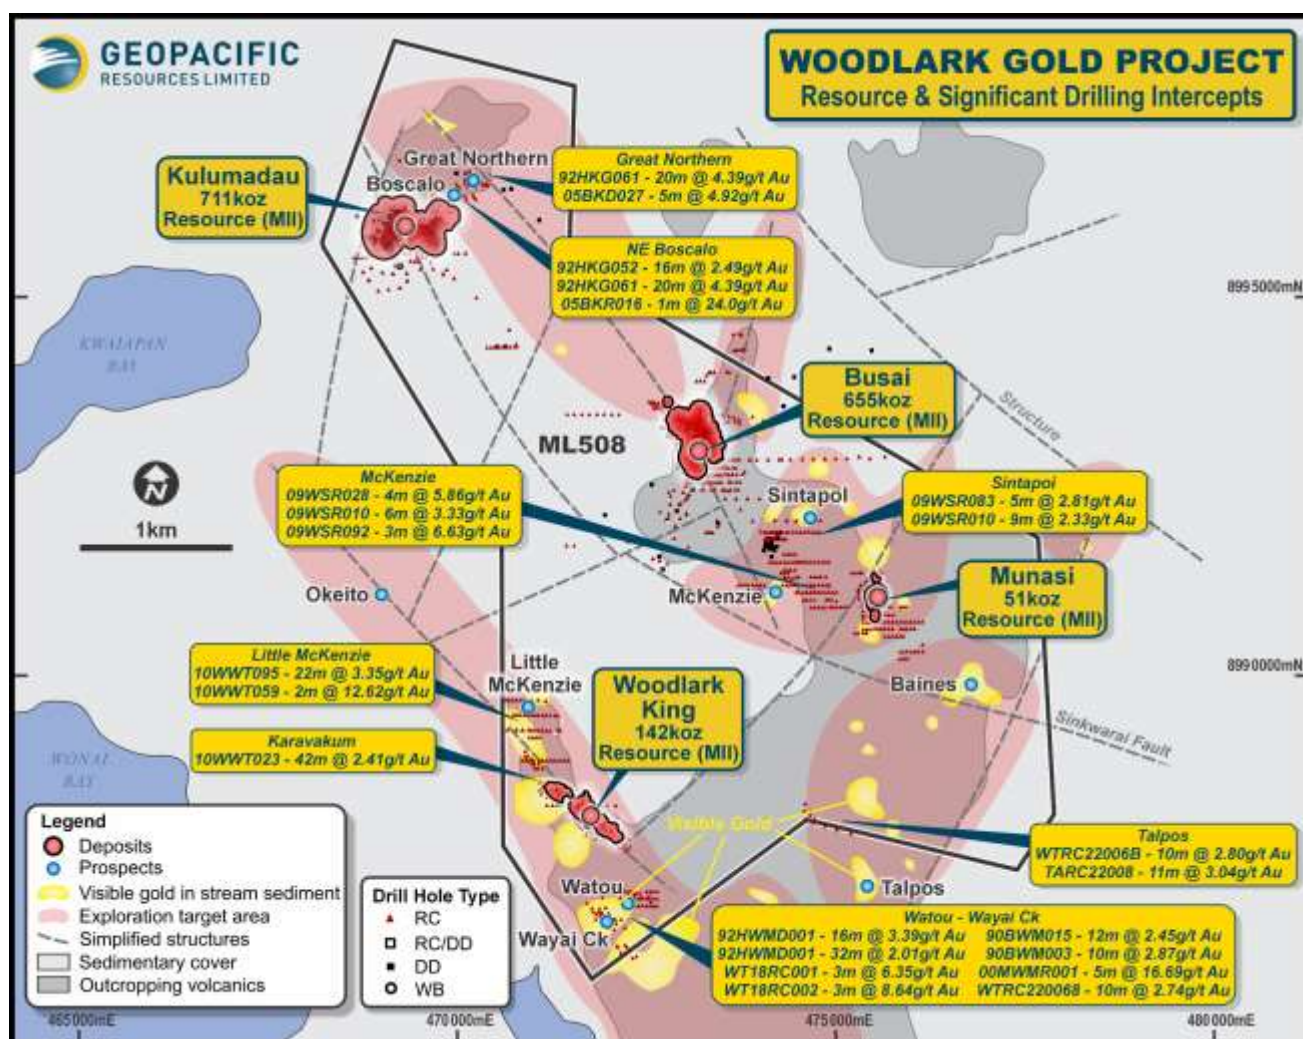 GEOPACIFIC
RESOURCES LIMITED
WOODLARK GOLD PROJECT
Resource & Significant Drilling Intercepts
Great Northern
Boscalo
Kulumadau
711koz
Resource (MII)
Great Northern
92HKG061 - 20m @ 4.39g/t Au
05BKD027 - 5m @ 4.92g/t Au
NE Boscalo
92HKG052 - 16m @ 2.49g/t Au
92HKG061 - 20m @ 4.39g/t Au
05BKR016 - 1m @ 24.0g/t Au
8995000mN
KWAIAPAN
BAY
Busai
655koz
Resource (MII)
Structure
ML508
N
1km
McKenzie
09WSR028 - 4m @ 5.86g/t Au
09WSR010 - 6m @ 3.33g/t Au
09WSR092 - 3m @ 6.63g/t Au
Sintapol
Sintapoi
09WSR083 - 5m @ 2.81g/t Au
09WSR010 - 9m @ 2.33g/t Au
Okeito
McKenzie
Munasi
51koz
Resource (MII)
Little McKenzie
10WWT095 - 22m @ 3.35g/t Au
10WWT059 - 2m @ 12.62g/t Au
Little
McKenzie
Woodlark
King
142koz
Resource (MII)
Baines
8990000mN
Sinkwarai Fault
Karavakum
10WWT023 - 42m @ 2.41g/t Au
WONAI
BAY
Visible Gold
Talpos
WTRC22006B - 10m @ 2.80g/t Au
TARC22008 - 11m @ 3.04g/t Au
Talpos
Watou
Wayai Ck
Watou - Wayai Ck
92HWMD001 - 16m @ 3.39g/t Au 90BWM015 - 12m @ 2.45g/t Au
92HWMD001 - 32m @ 2.01g/t Au 90BWM003 - 10m @ 2.87g/t Au
WT18RC001 - 3m @ 6.35g/t Au 00MWMR001 - 5m @ 16.69g/t Au
WT18RC002 - 3m @ 8.64g/t Au WTRC220068 - 10m @ 2.74g/t Au
Legend
Deposits
Prospects
Visible gold in stream sediment
Exploration target area
Simplified structures
Sedimentary cover
Outcropping volcanics
Drill Hole Type
RC
RC/DD
DD
WB
465000mE
470000mE
475000mE
480000mE